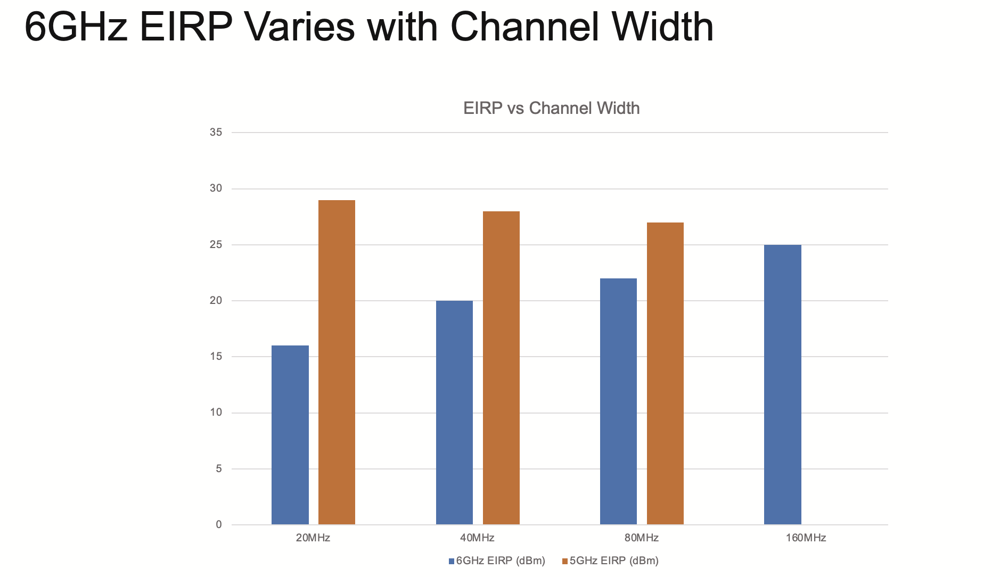 6GHz EIRP Varies with Channel Width
EIRP vs Channel Width
35
30
25
20
15
10
5
0
20MHz 40MHz 80MHz 160MHz
6GHz EIRP (dBm) 5GHz EIRP (dBm)